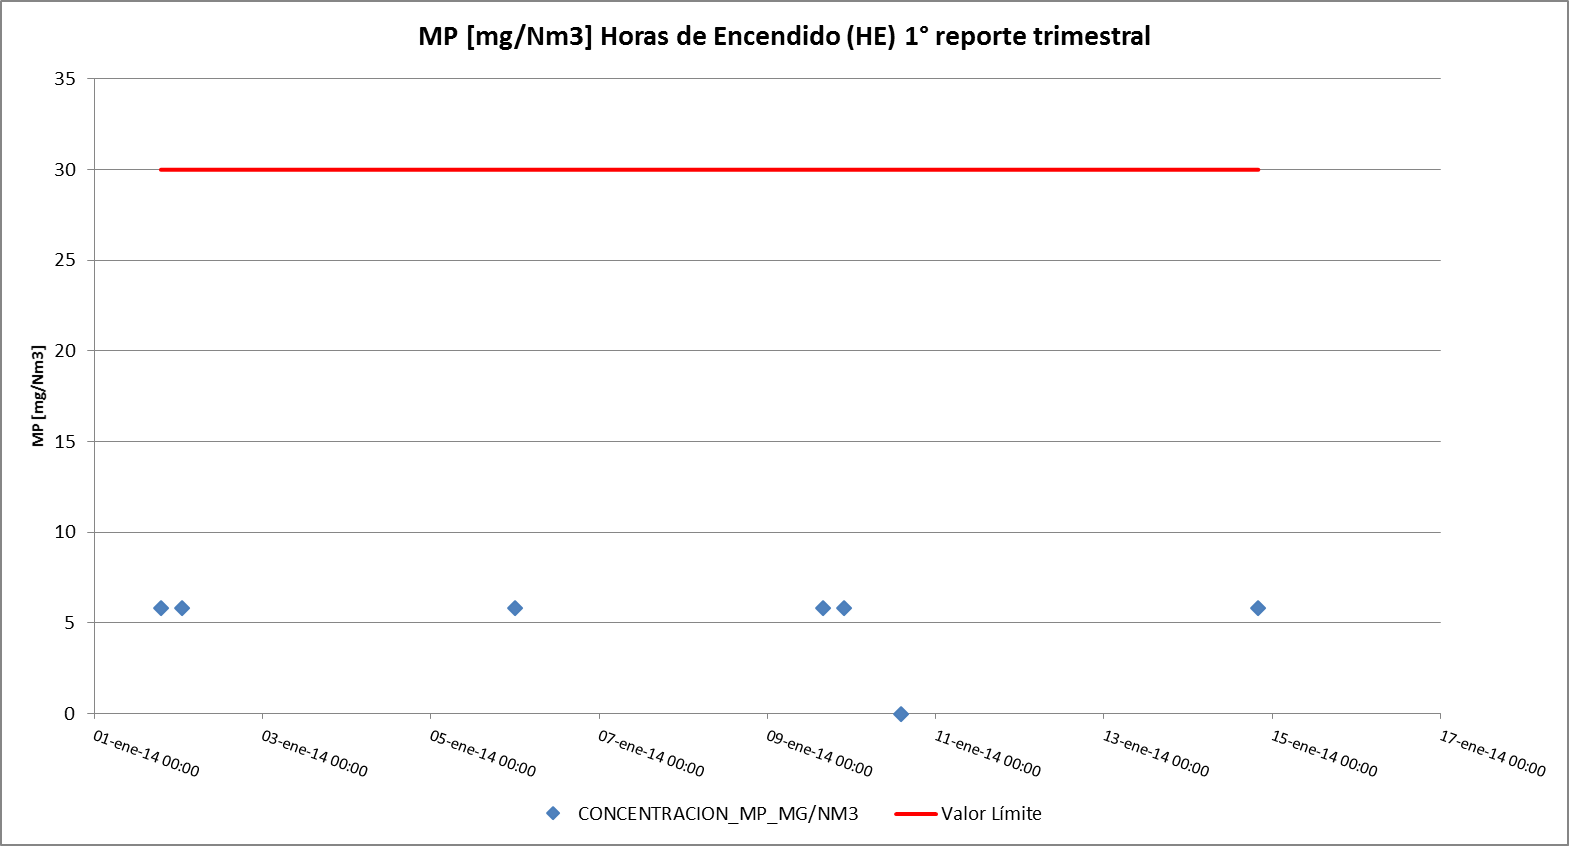 MP [mg/Nm3] Horas de Encendido (HE) 1° reporte trimestral
35
30
25
20
15
10
5
0
MP [mg/Nm3]
01-ene-14 00:00
03-ene-14 00:00
05-ene-14 00:00
07-ene-14 00:00
09-ene-14 00:00
11-ene-14 00:00
13-ene-14 00:00
15-ene-14 00:00
17-ene-14 00:00
CONCENTRACION_MP_MG/NM3
Valor Límite